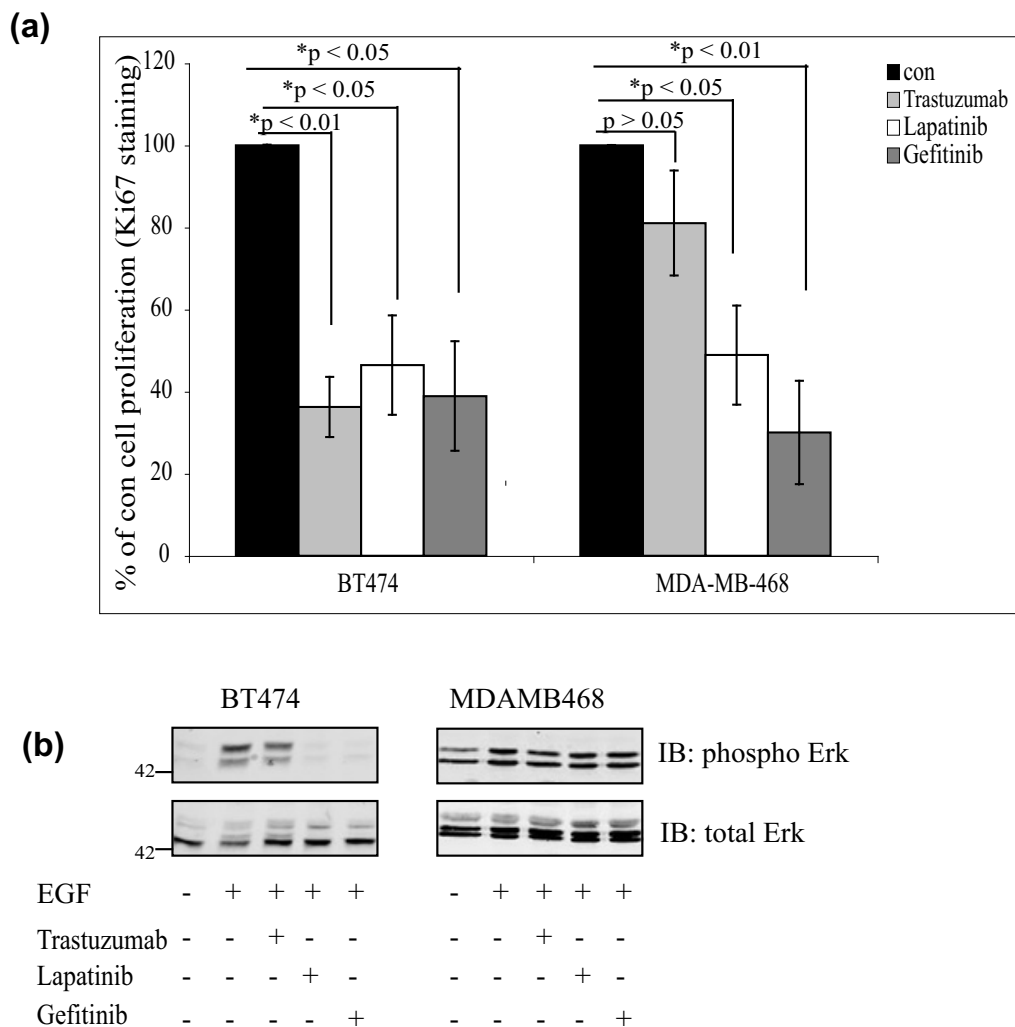 (a)
% of con cell proliferation (Ki67 staining)
120
100
80
60
40
20
0
*p < 0.05
*p < 0.05
*p < 0.01
*p < 0.01
*p < 0.05
p > 0.05
con
Trastuzumab
Lapatinib
Gefitinib
BT474
MDA-MB-468
(b)
BT474
MDAMB468
42
IB: phospho Erk
42
IB: total Erk
EGF - + + + + - + + + +
Trastuzumab - - + - - - - + - -
Lapatinib - - - + - - - - + -
Gefitinib - - - - + - - - - +